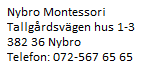 Nybro Montessori
Tallgårdsvägen hus 1-3
382 36 Nybro
Telefon: 072-567 65 65